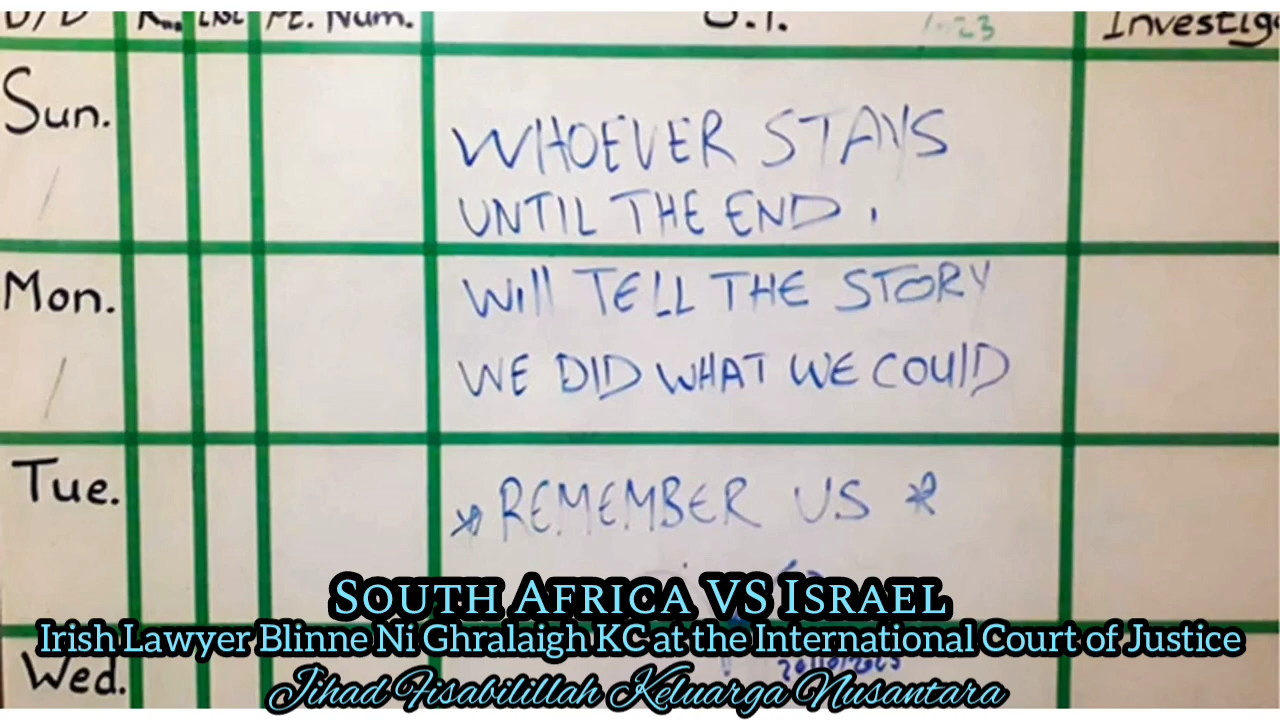 Pt. Num.
Sun.
WHOEVER STAYS
UNTIL THE END.
Mon.
Will TELL THE STORY
WE DID WHAT WE COUlD
Tue.
*REMEMBER US *
South Africa VS Israel
Irish Lawyer Blinne Ni Ghralaigh KC at the International Court of Justice
Wed.
Jihad Fisabilillah Keluarga Nusantara